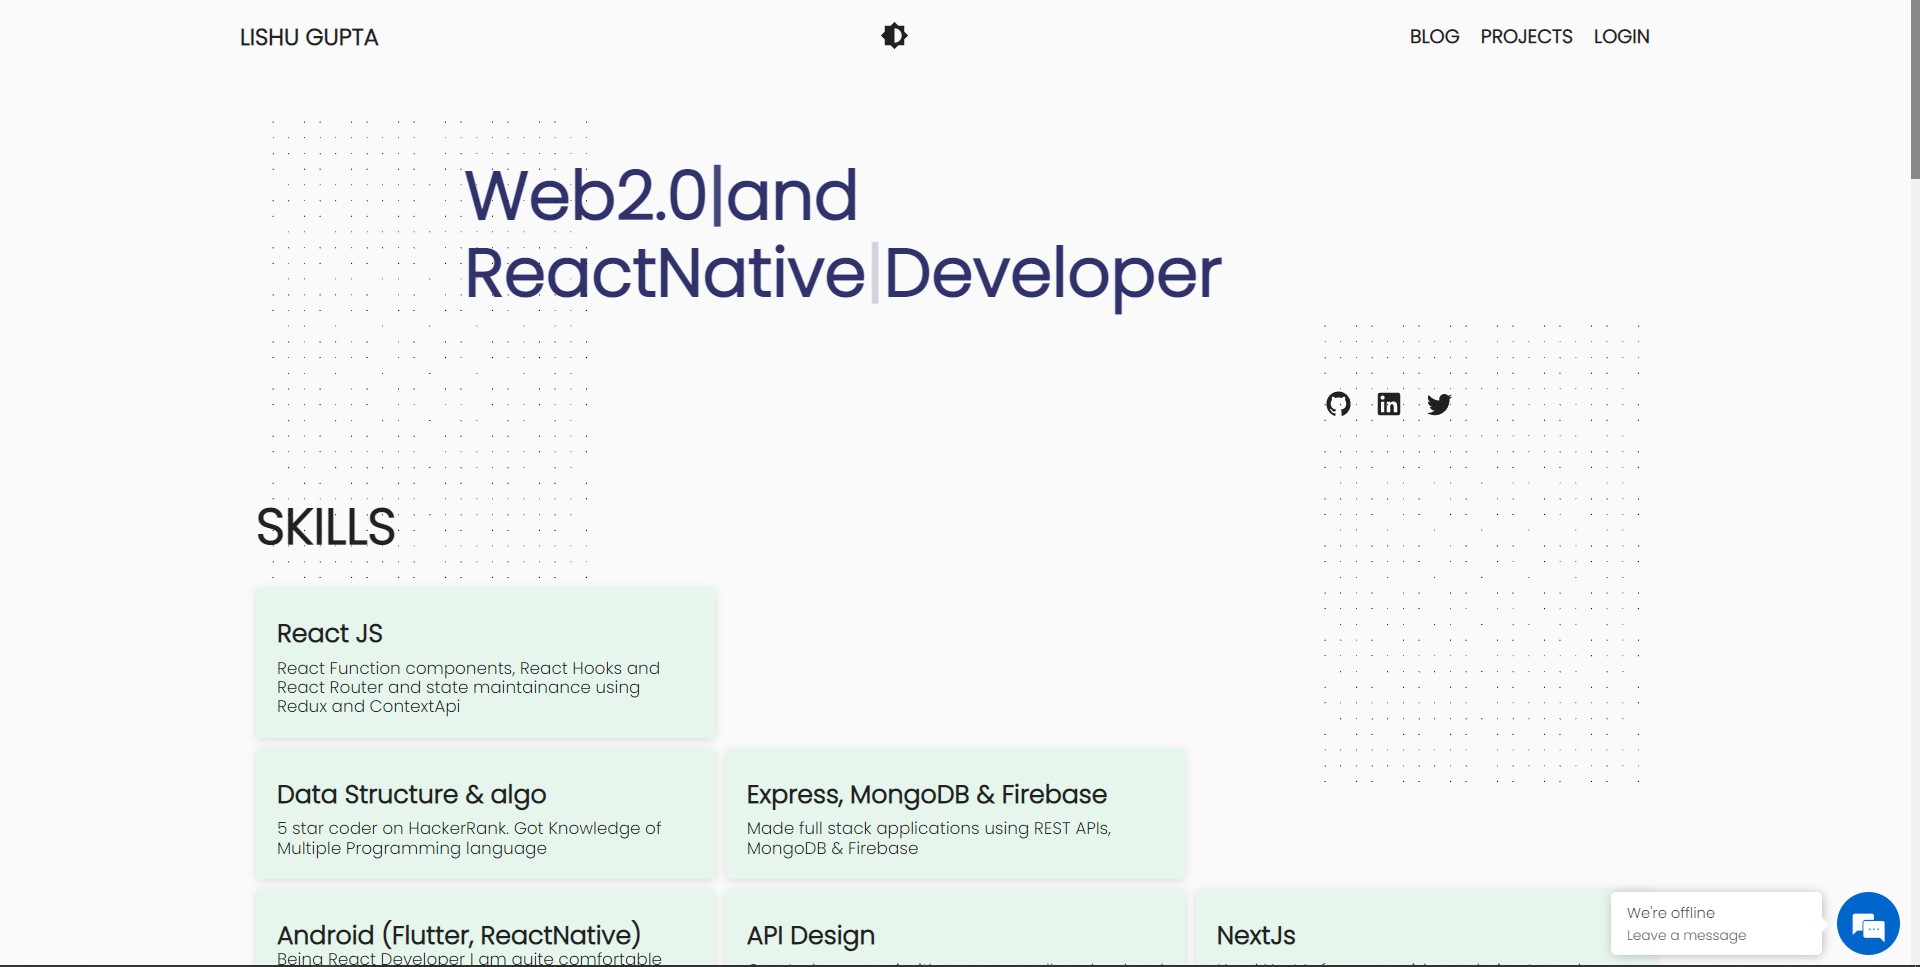 LISHU GUPTA
BLOG PROJECTS LOGIN
Web2.0|and
ReactNative|Developer
SKILLS
React JS
React Function components, React Hooks and
React Router and state maintainance using
Redux and ContextApi
Data Structure & algo
5 star coder on HackerRank. Got Knowledge of
Multiple Programming language
Express, MongoDB & Firebase
Made full stack applications using REST APIs,
MongoDB & Firebase
Android (Flutter, ReactNative)
Being React Developer I am quite comfortable
API Design
NextJs
We're offline
Leave a message